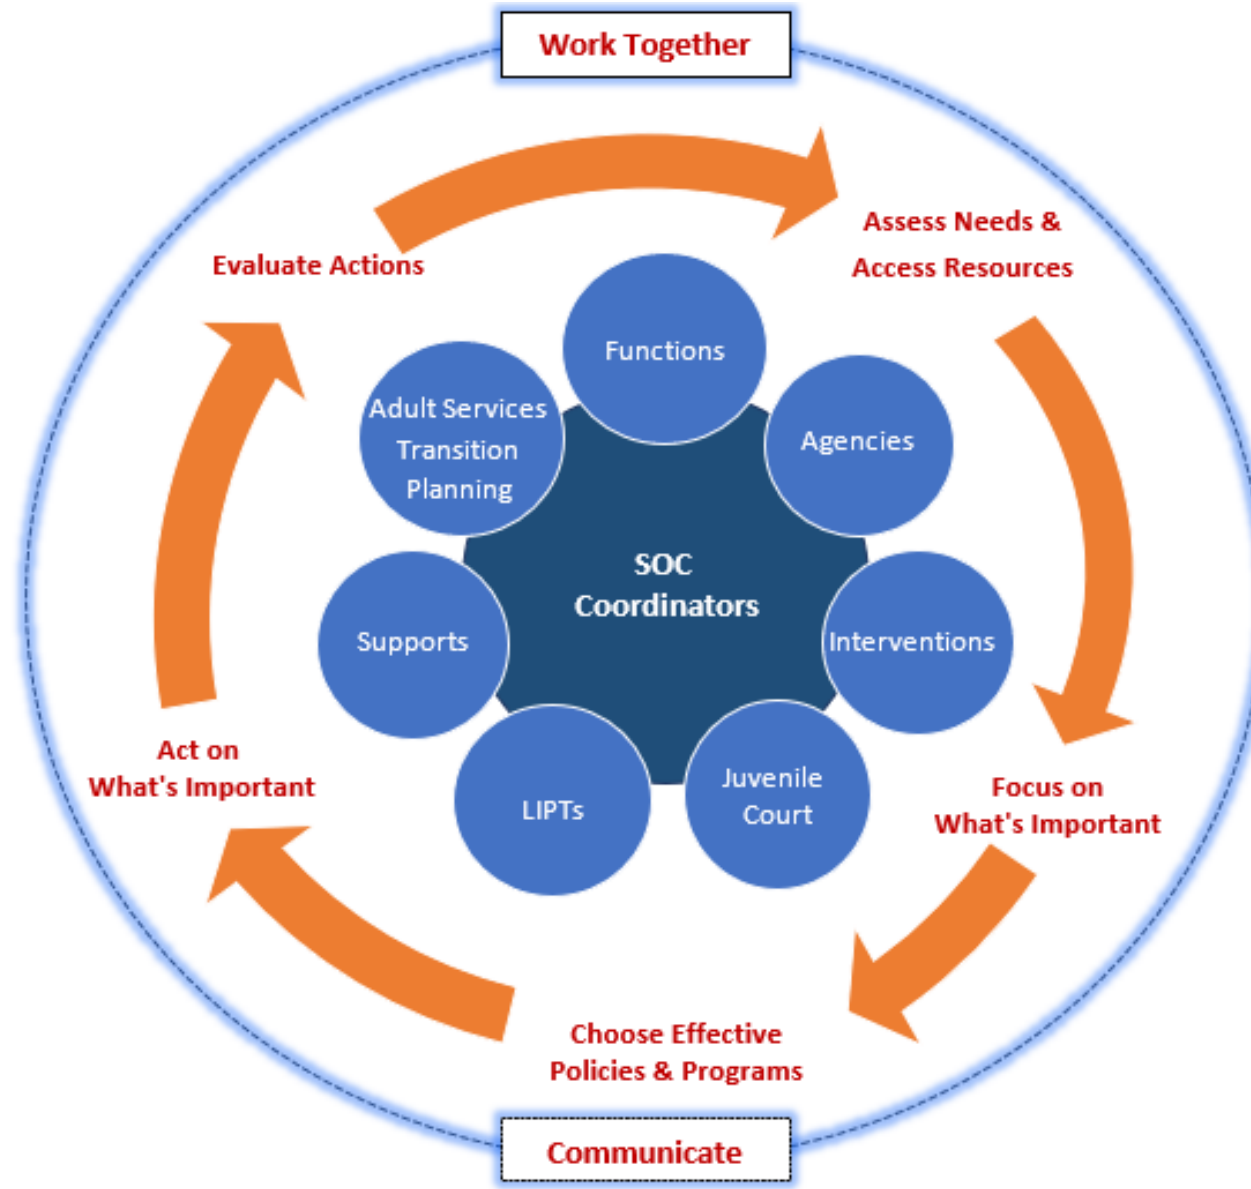 Work Together
Assess Needs &
Access Resources
Evaluate Actions
Functions
Adult Services
Transition
Planning
Agencies
SOC
Coordinators
Supports
Interventions
Act on
What's Important
LIPTs
Juvenile
Court
Focus on
What's Important
Choose Effective
Policies & Programs
Communicate